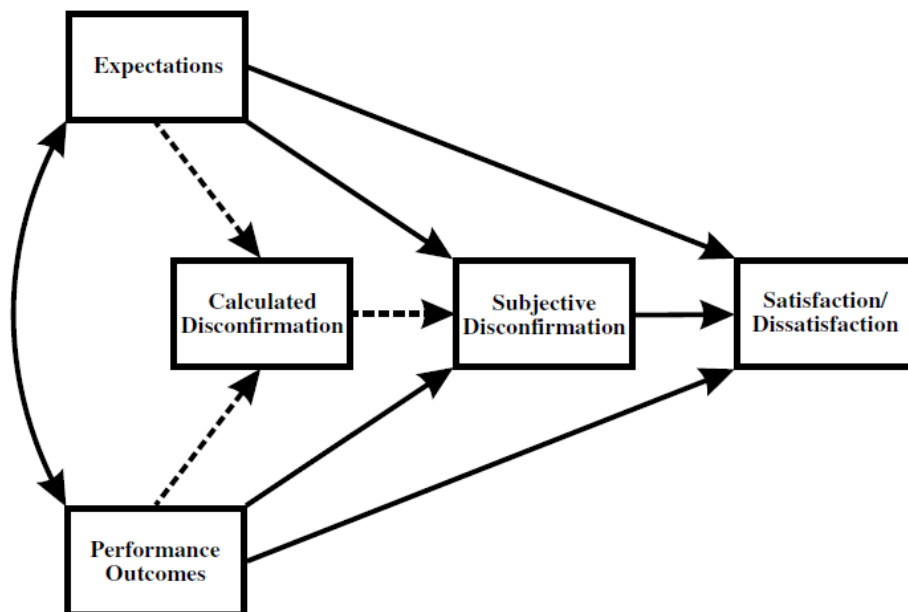 Expectations
Calculated
Disconfirmation
Subjective
Disconfirmation
Satisfaction/
Dissatisfaction
Performance
Outcomes